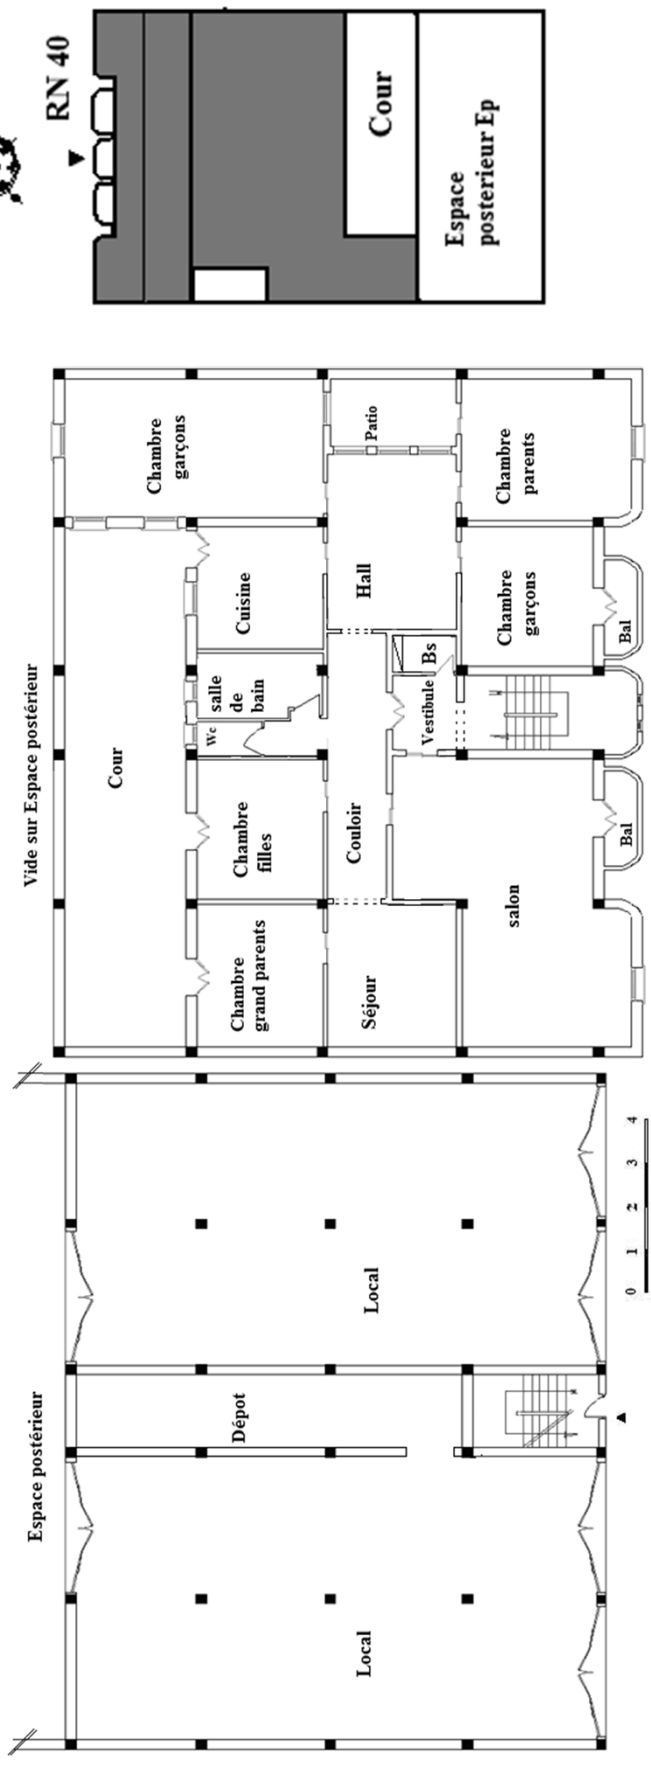 RN 40
Cour
Espace
posterieur Ep
Vide sur Espace postérieur
Chambre
garçons
Patio
Chambre
parents
Cuisine
Hall
Chambre
garçons
Bal
salle
de
bain
Wc
Bs
Vestibule
Cour
Chambre
filles
Couloir
Bal
salon
Chambre
grand parents
Séjour
Espace postérieur
Local
Dépot
Local
0 1 2 3 4